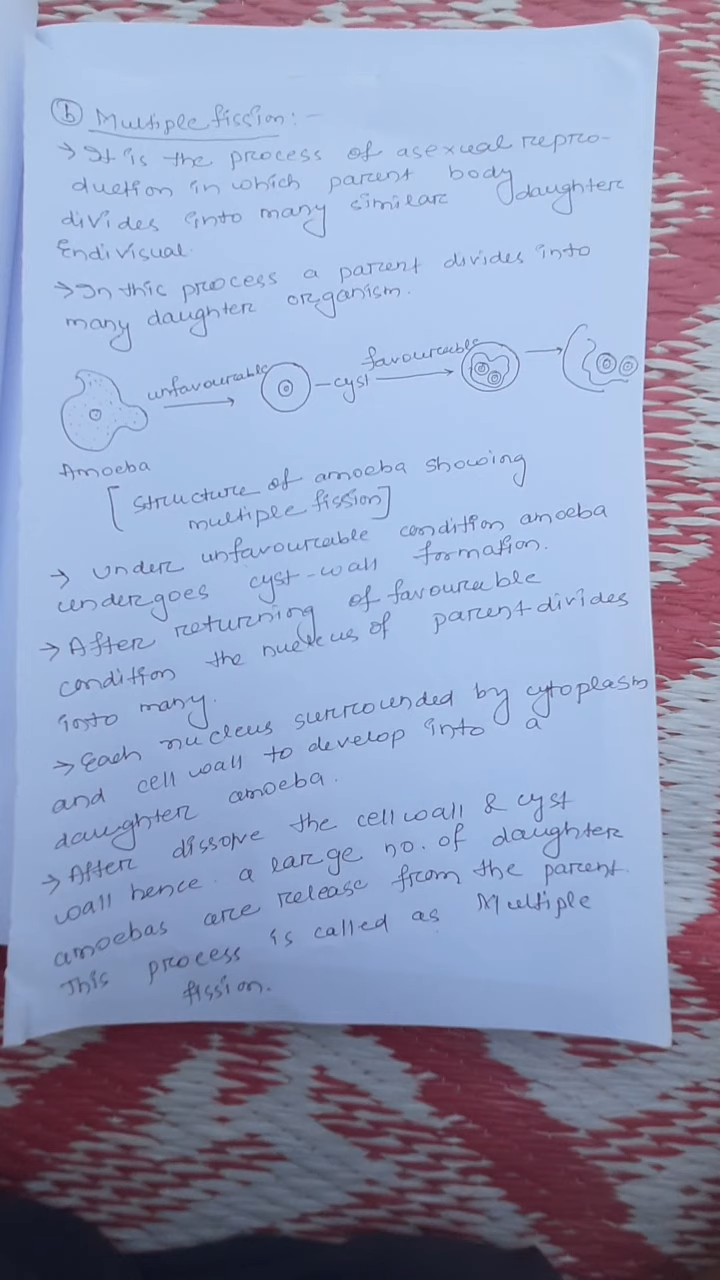 (b) Multiple fission:-
→ It is the process of asexual repro-
duction in which parent body
divides into many similar daughter
individual.
→ In this process a parent divides into
many daughter organism.
unfavourable
cyst
favourable
Amoeba
[Structure of amoeba showing
multiple fission]
→ under unfavourable condition amoeba
undergoes cyst-wall formation.
→ After returning of favourable
condition the nucleus of parent divides
into many.
→ Each nucleus surrounded by cytoplasm
and cell wall to develop into a
daughter amoeba.
→ After dissolve the cell wall & cyst
wall hence a large no. of daughter
amoebas are release from the parent.
This process is called as Multiple
fission.